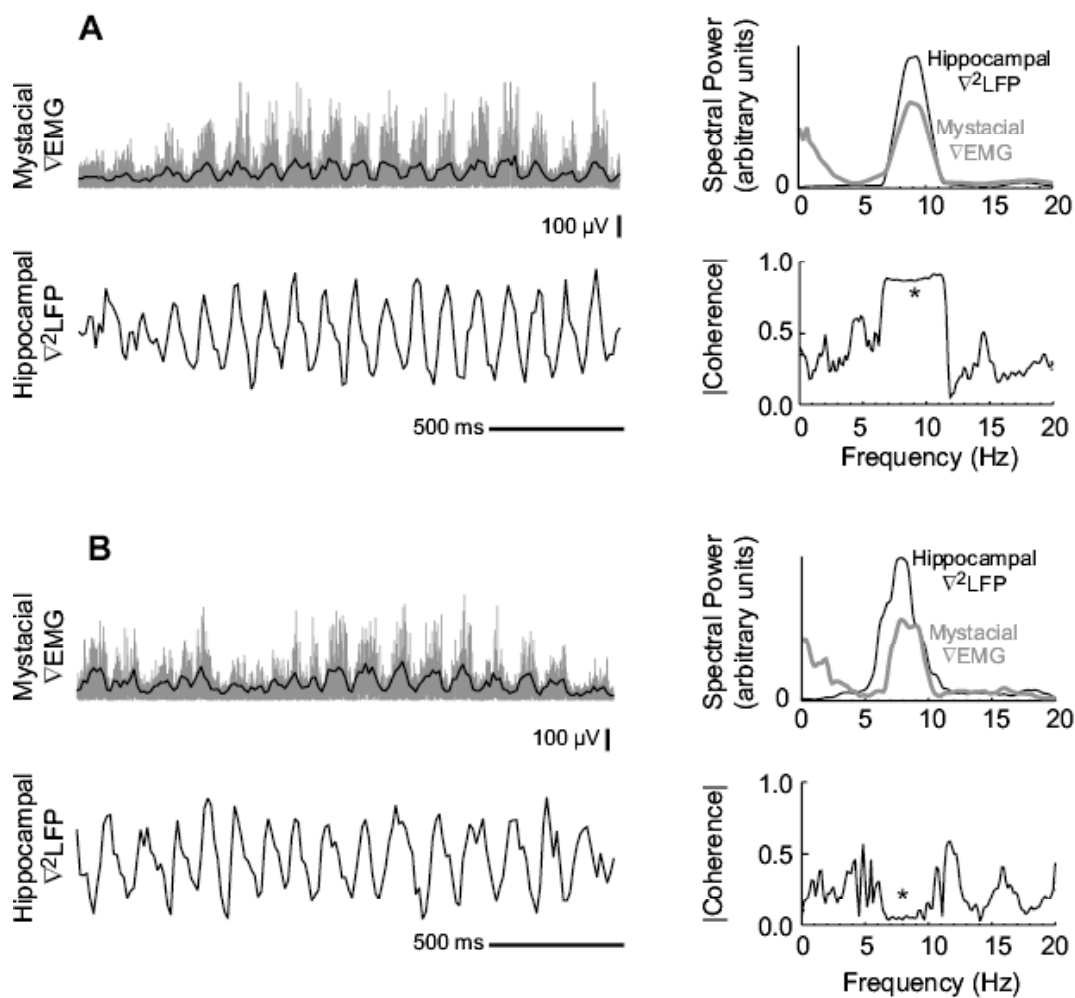 A
Mystacial
∇EMG
100 µV
Hippocampal
∇²LFP
500 ms
Spectral Power
(arbitrary units)
Hippocampal
∇²LFP
Mystacial
∇EMG
0
0 5 10 15 20
|Coherence|
1.0
0.5
0.0
*
0 5 10 15 20
Frequency (Hz)
B
Mystacial
∇EMG
100 µV
Hippocampal
∇²LFP
500 ms
Spectral Power
(arbitrary units)
Hippocampal
∇²LFP
Mystacial
∇EMG
0
0 5 10 15 20
|Coherence|
1.0
0.5
0.0
*
0 5 10 15 20
Frequency (Hz)